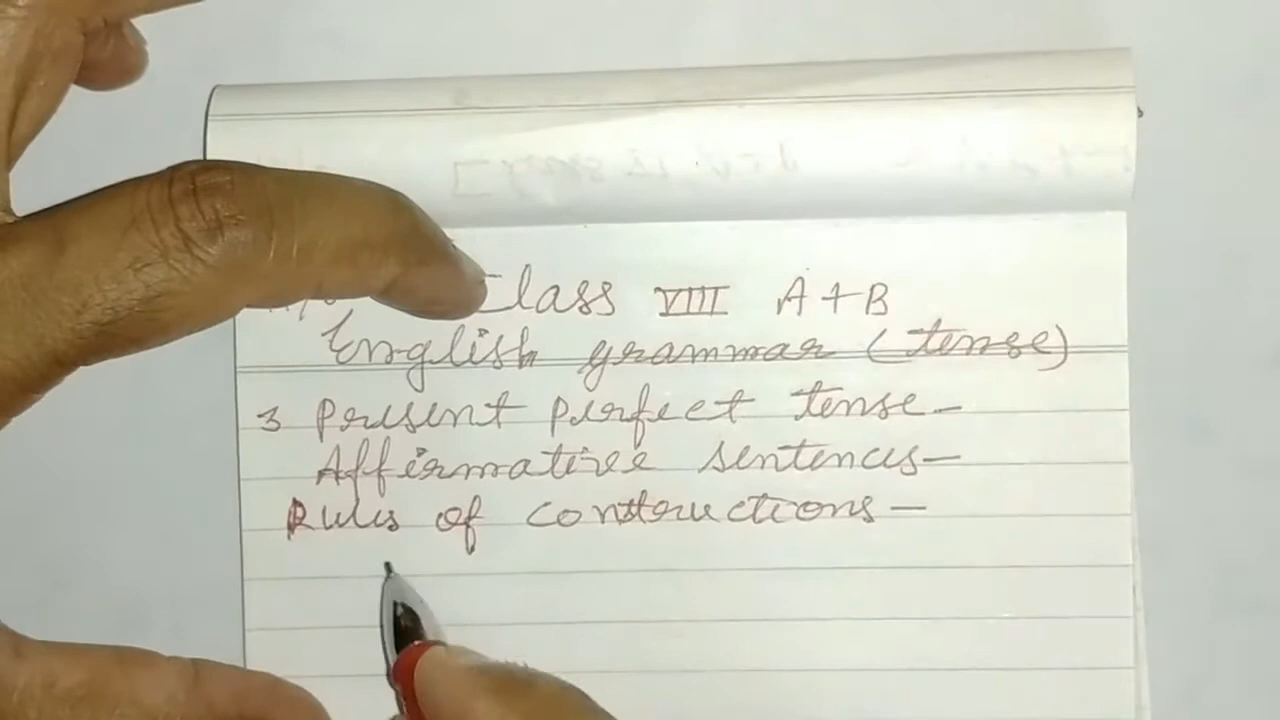 Class VIII A+B
English grammar (tense)
3 Present perfect tense-
Affirmative sentences-
Rules of constructions-